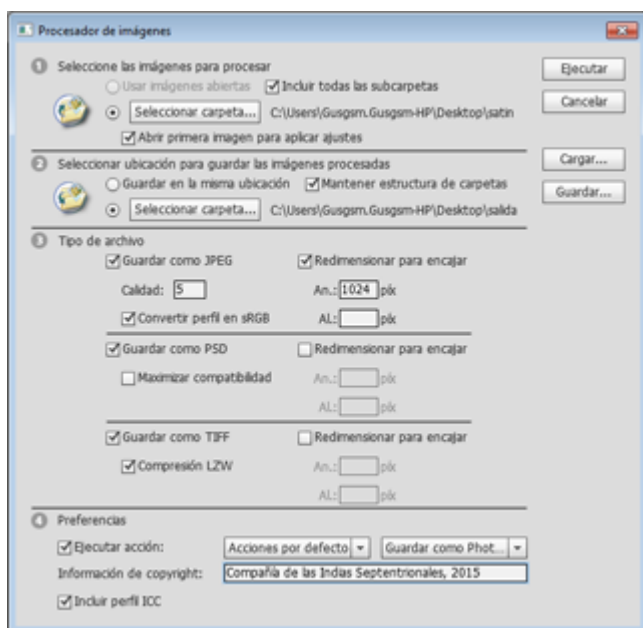 Procesador de imágenes
1 Seleccione las imágenes para procesar
Usar imágenes abiertas Incluir todas las subcarpetas
Seleccionar carpeta... C:\Users\Gusgsm.Gusgsm-HP\Desktop\satin
Abrir primera imagen para aplicar ajustes
Ejecutar
Cancelar
2 Seleccionar ubicación para guardar las imágenes procesadas
Guardar en la misma ubicación Mantener estructura de carpetas
Seleccionar carpeta... C:\Users\Gusgsm.Gusgsm-HP\Desktop\salida
Cargar...
Guardar...
3 Tipo de archivo
Guardar como JPEG Redimensionar para encajar
Calidad: 5 An.: 1024 píx
Convertir perfil en sRGB AL: píx
Guardar como PSD Redimensionar para encajar
Maximizar compatibilidad An.: píx
AL: píx
Guardar como TIFF Redimensionar para encajar
Compresión LZW An.: píx
AL: píx
4 Preferencias
Ejecutar acción: Acciones por defecto Guardar como Phot...
Información de copyright: Compañía de las Indias Septentrionales, 2015
Incluir perfil ICC